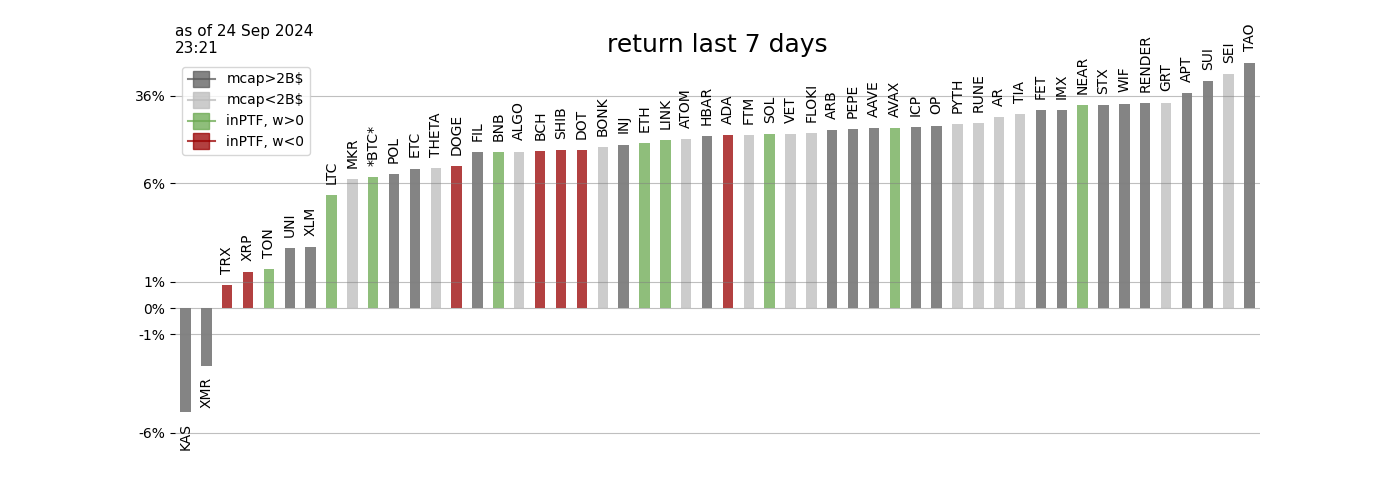 as of 24 Sep 2024
23:21
return last 7 days
mcap>2B$
mcap<2B$
inPTF, w>0
inPTF, w<0
36%
6%
1%
0%
-1%
-6%
KAS
XMR
TRX
XRP
TON
UNI
XLM
LTC
MKR
*BTC*
POL
ETC
THETA
DOGE
FIL
BNB
ALGO
BCH
SHIB
DOT
BONK
INJ
ETH
LINK
ATOM
HBAR
ADA
FTM
SOL
VET
FLOKI
ARB
PEPE
AAVE
AVAX
ICP
OP
PYTH
RUNE
AR
TIA
FET
IMX
NEAR
STX
WIF
RENDER
GRT
APT
SUI
SEI
TAO